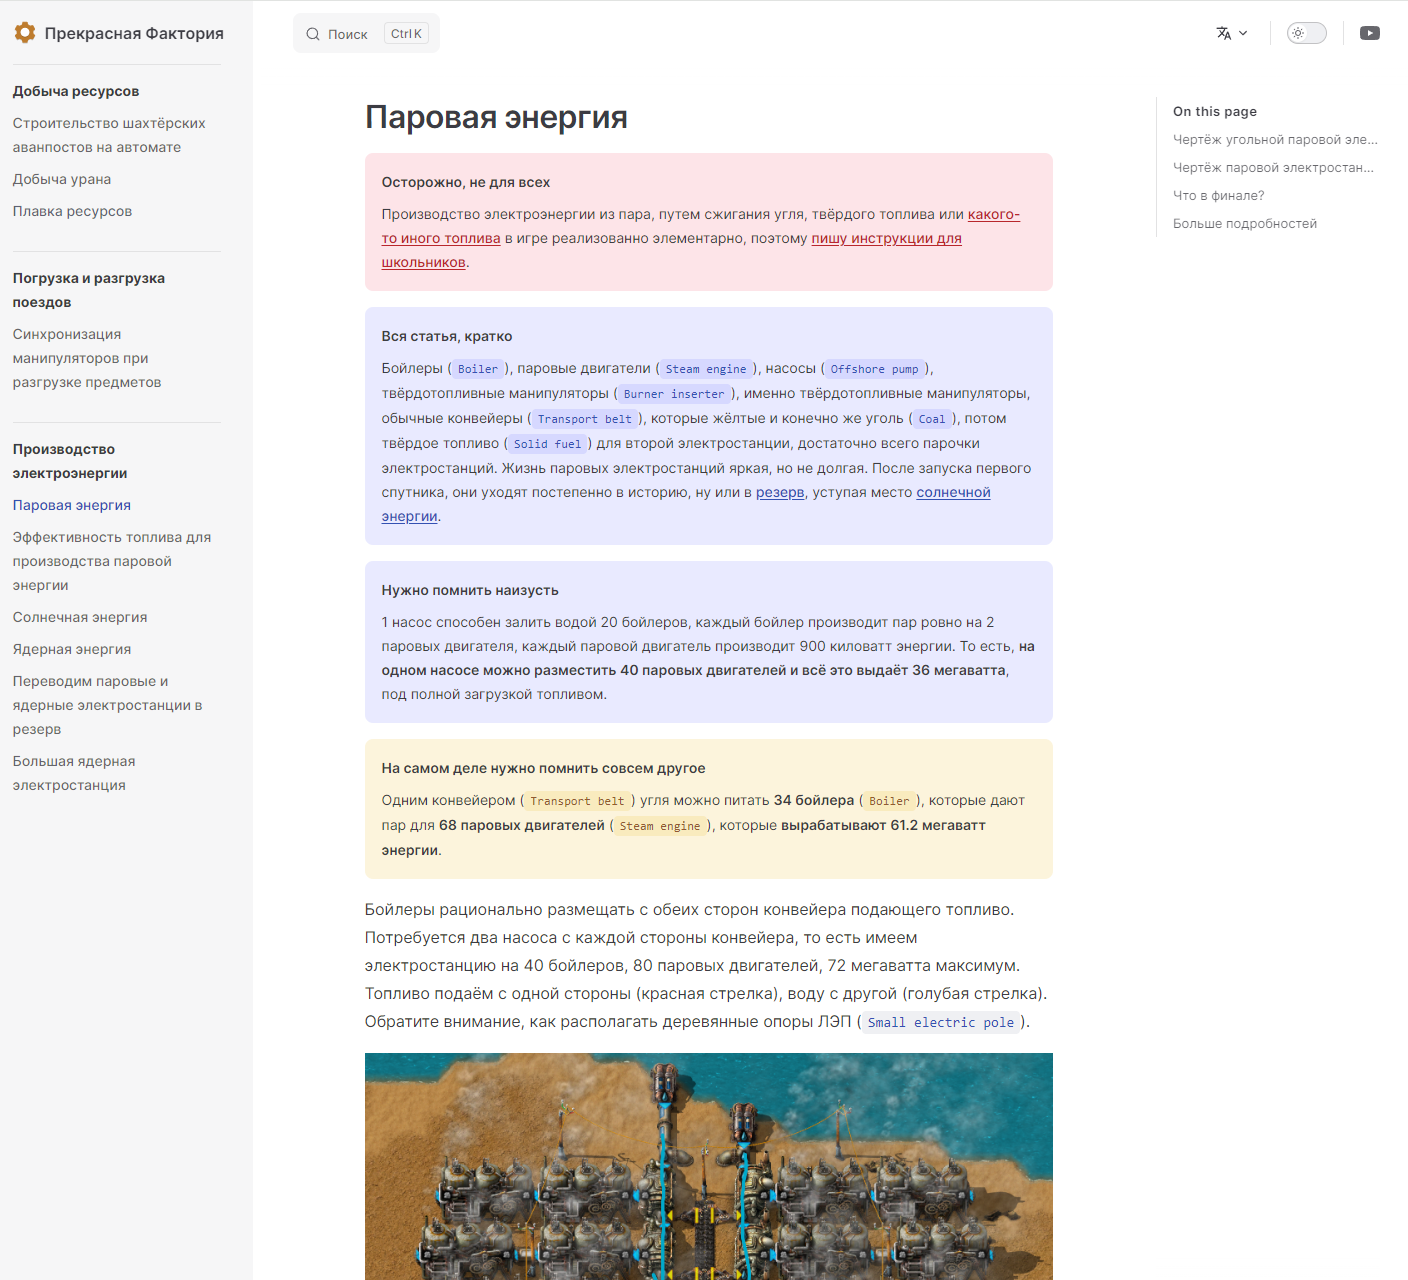 Прекрасная Фактория
Поиск
Ctrl K
Добыча ресурсов
Строительство шахтёрских
аванпостов на автомате
Добыча урана
Плавка ресурсов
Погрузка и разгрузка
поездов
Синхронизация
манипуляторов при
разгрузке предметов
Производство
электроэнергии
Паровая энергия
Эффективность топлива для
производства паровой
энергии
Солнечная энергия
Ядерная энергия
Переводим паровые и
ядерные электростанции в
резерв
Большая ядерная
электростанция
Паровая энергия
Осторожно, не для всех
Производство электроэнергии из пара, путем сжигания угля, твёрдого топлива или какого-
то иного топлива в игре реализованно элементарно, поэтому пишу инструкции для
школьников.
Вся статья, кратко
Бойлеры (Boiler), паровые двигатели (Steam engine), насосы (Offshore pump),
твёрдотопливные манипуляторы (Burner inserter), именно твёрдотопливные манипуляторы,
обычные конвейеры (Transport belt), которые жёлтые и конечно же уголь (Coal), потом
твёрдое топливо (Solid fuel) для второй электростанции, достаточно всего парочки
электростанций. Жизнь паровых электростанций яркая, но не долгая. После запуска первого
спутника, они уходят постепенно в историю, ну или в резерв, уступая место солнечной
энергии.
Нужно помнить наизусть
1 насос способен залить водой 20 бойлеров, каждый бойлер производит пар ровно на 2
паровых двигателя, каждый паровой двигатель производит 900 киловатт энергии. То есть, на
одном насосе можно разместить 40 паровых двигателей и всё это выдаёт 36 мегаватта,
под полной загрузкой топливом.
На самом деле нужно помнить совсем другое
Одним конвейером (Transport belt) угля можно питать 34 бойлера (Boiler), которые дают
пар для 68 паровых двигателей (Steam engine), которые вырабатывают 61.2 мегаватт
энергии.
Бойлеры рационально размещать с обеих сторон конвейера подающего топливо.
Потребуется два насоса с каждой стороны конвейера, то есть имеем
электростанцию на 40 бойлеров, 80 паровых двигателей, 72 мегаватта максимум.
Топливо подаём с одной стороны (красная стрелка), воду с другой (голубая стрелка).
Обратите внимание, как располагать деревянные опоры ЛЭП (Small electric pole).
On this page
Чертёж угольной паровой эле...
Чертёж паровой электростан...
Что в финале?
Больше подробностей